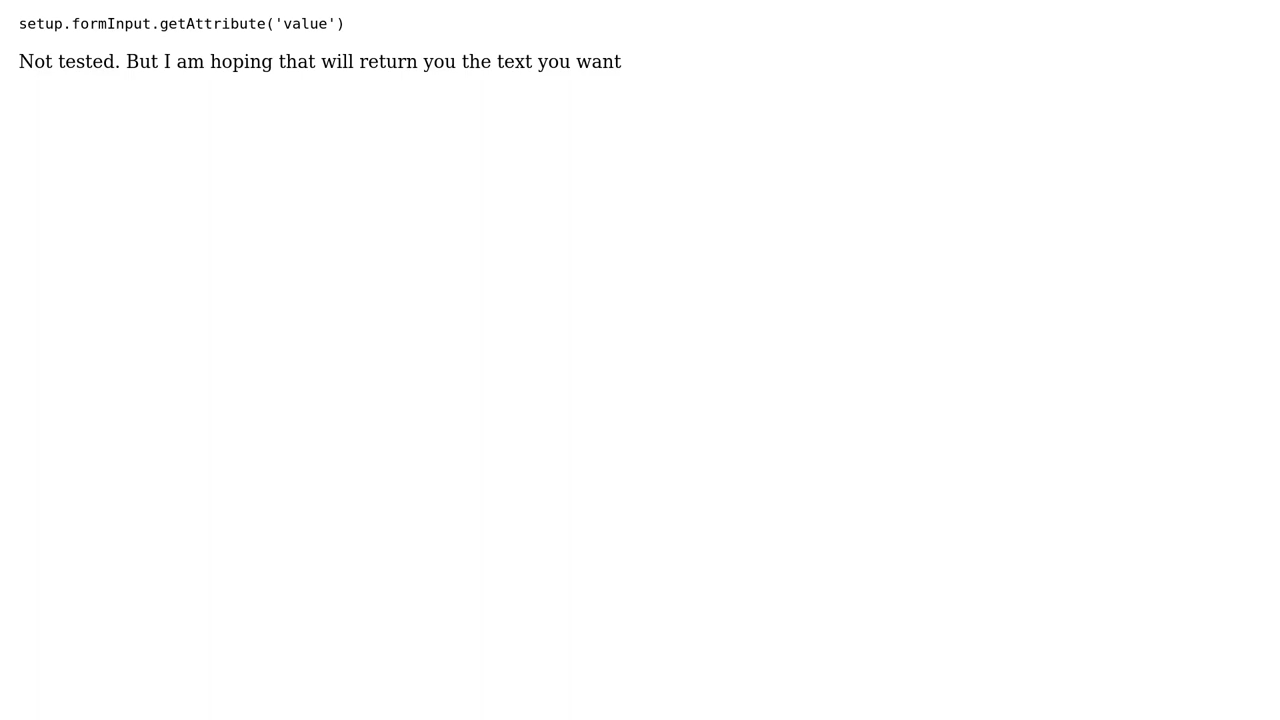 setup.formInput.getAttribute('value')
Not tested. But I am hoping that will return you the text you want